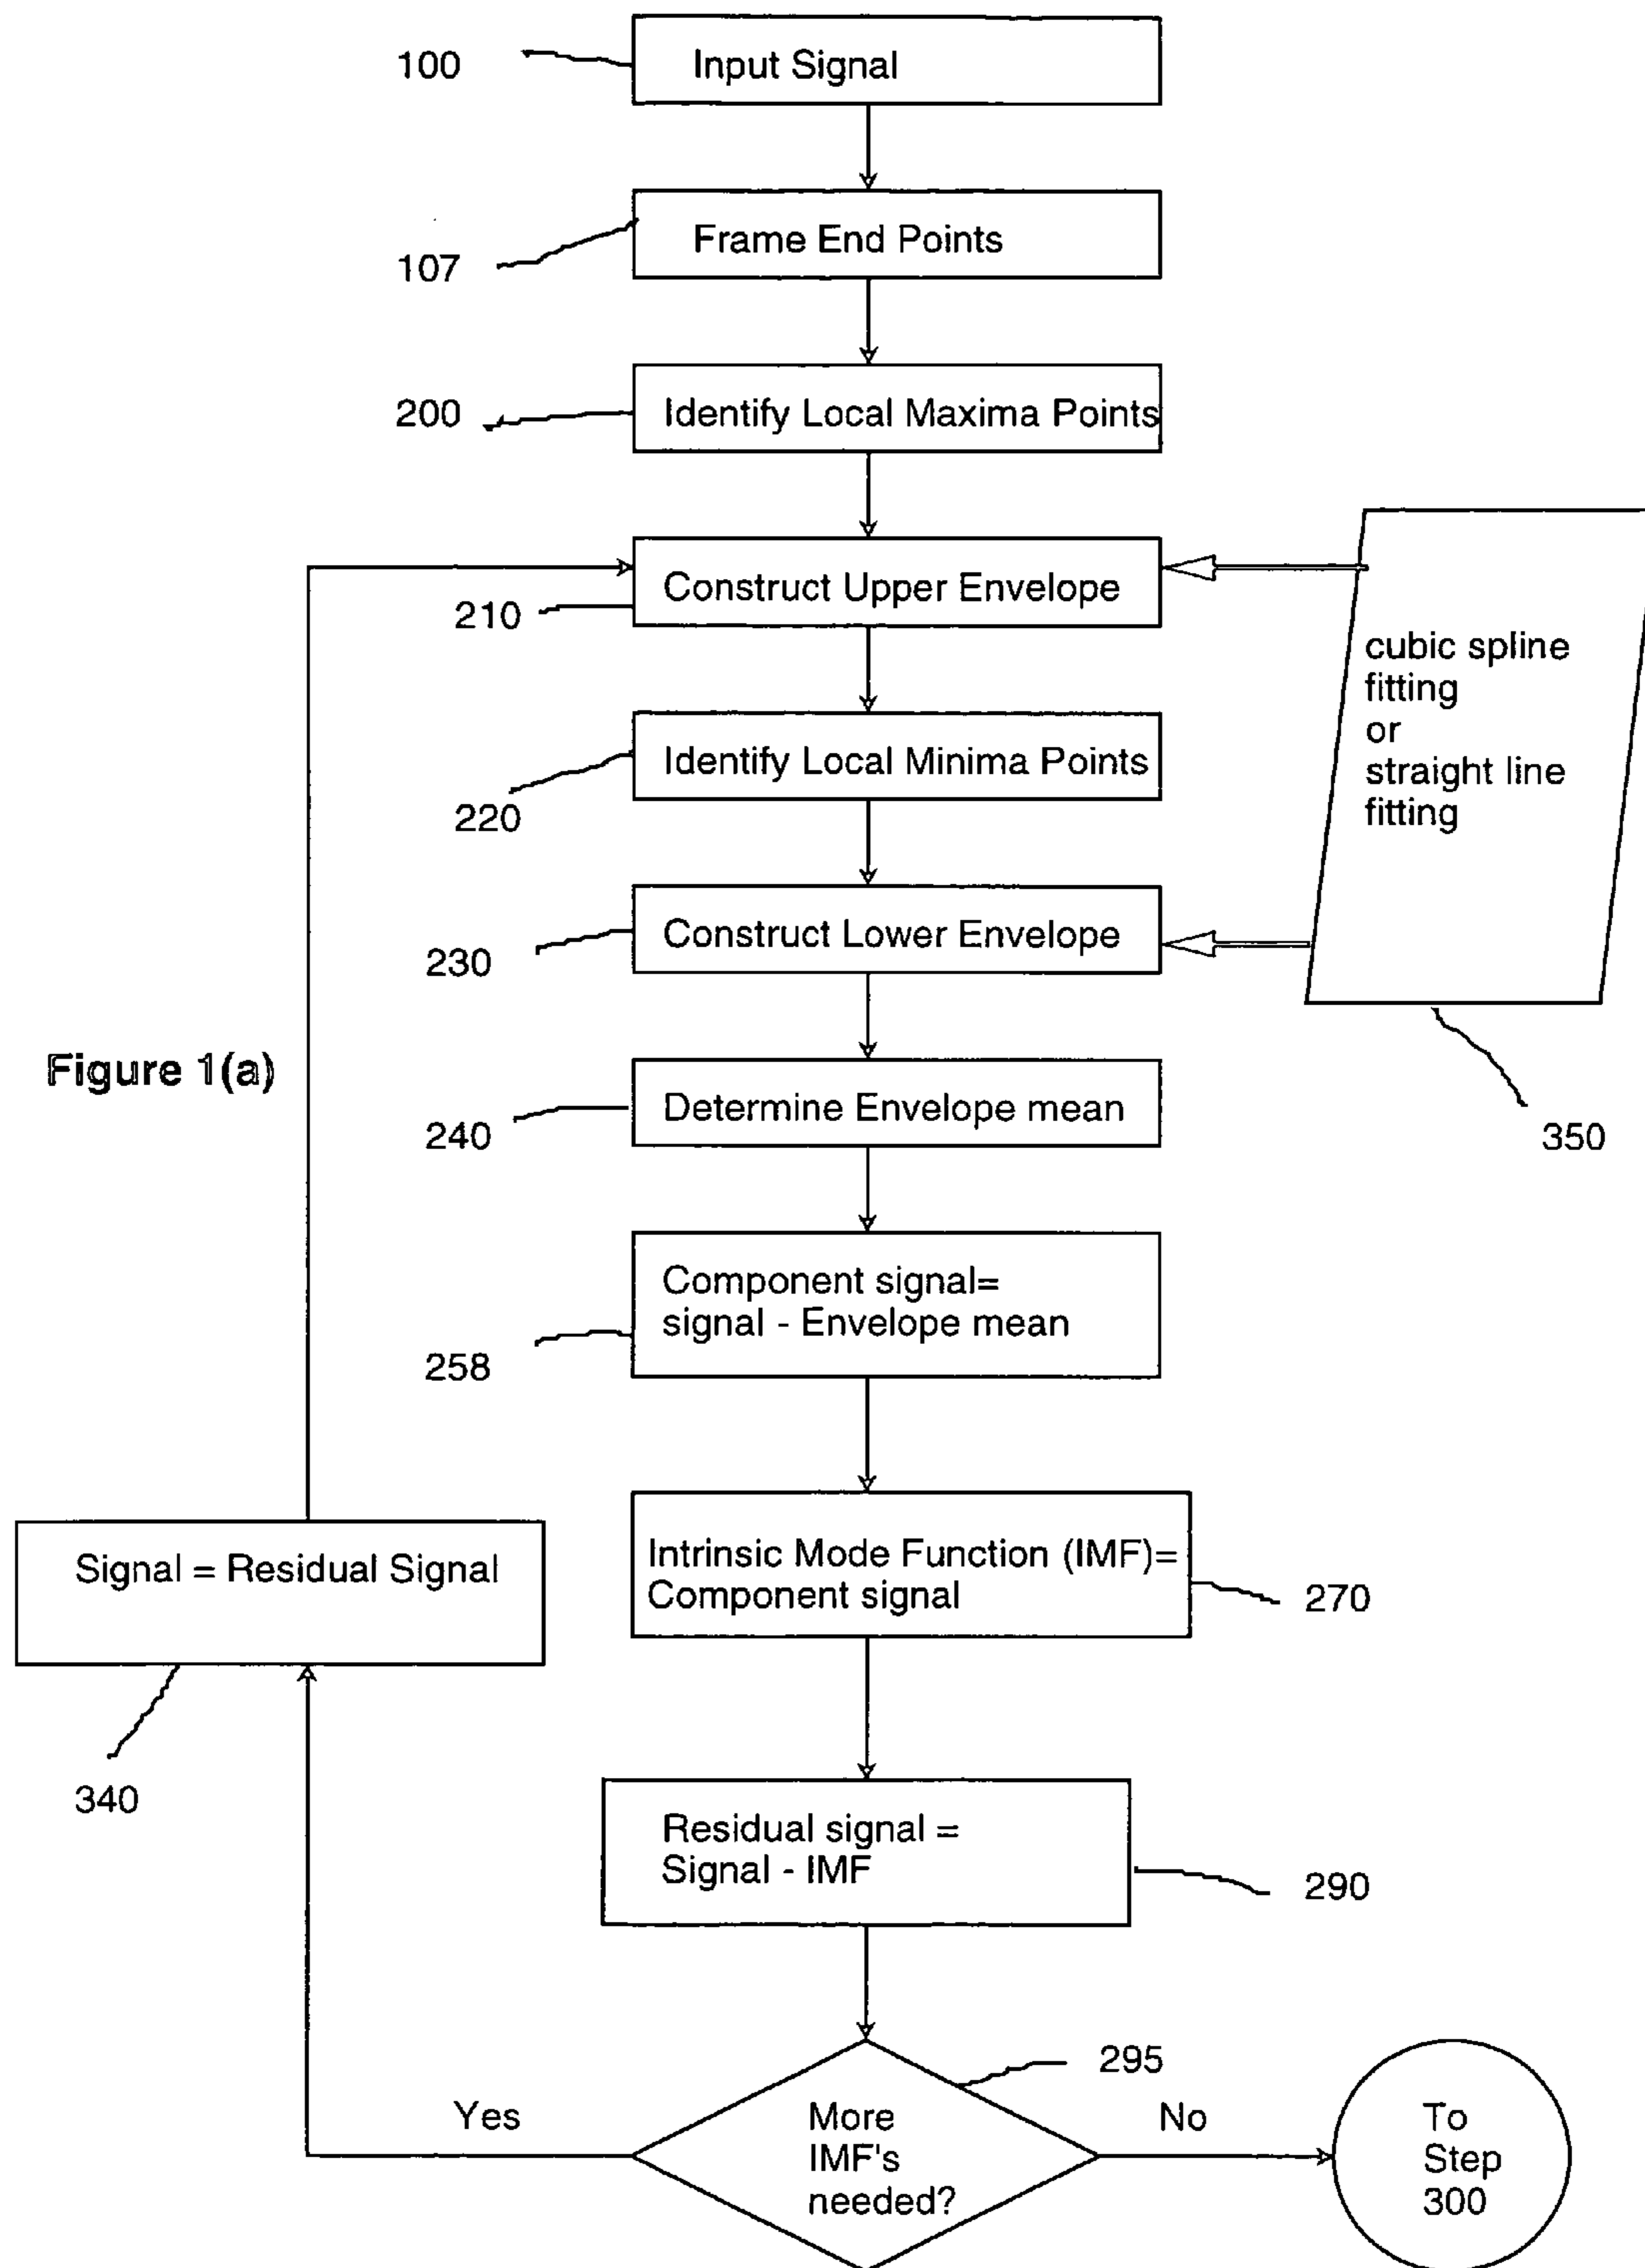 100
Input Signal
107
Frame End Points
200
Identify Local Maxima Points
210
Construct Upper Envelope
cubic spline
fitting
or
straight line
fitting
220
Identify Local Minima Points
230
Construct Lower Envelope
Figure 1(a)
240
Determine Envelope mean
350
258
Component signal=
signal - Envelope mean
Signal = Residual Signal
340
Intrinsic Mode Function (IMF)=
Component signal
270
Residual signal =
Signal - IMF
290
295
Yes
More
IMF's
needed?
No
To
Step
300